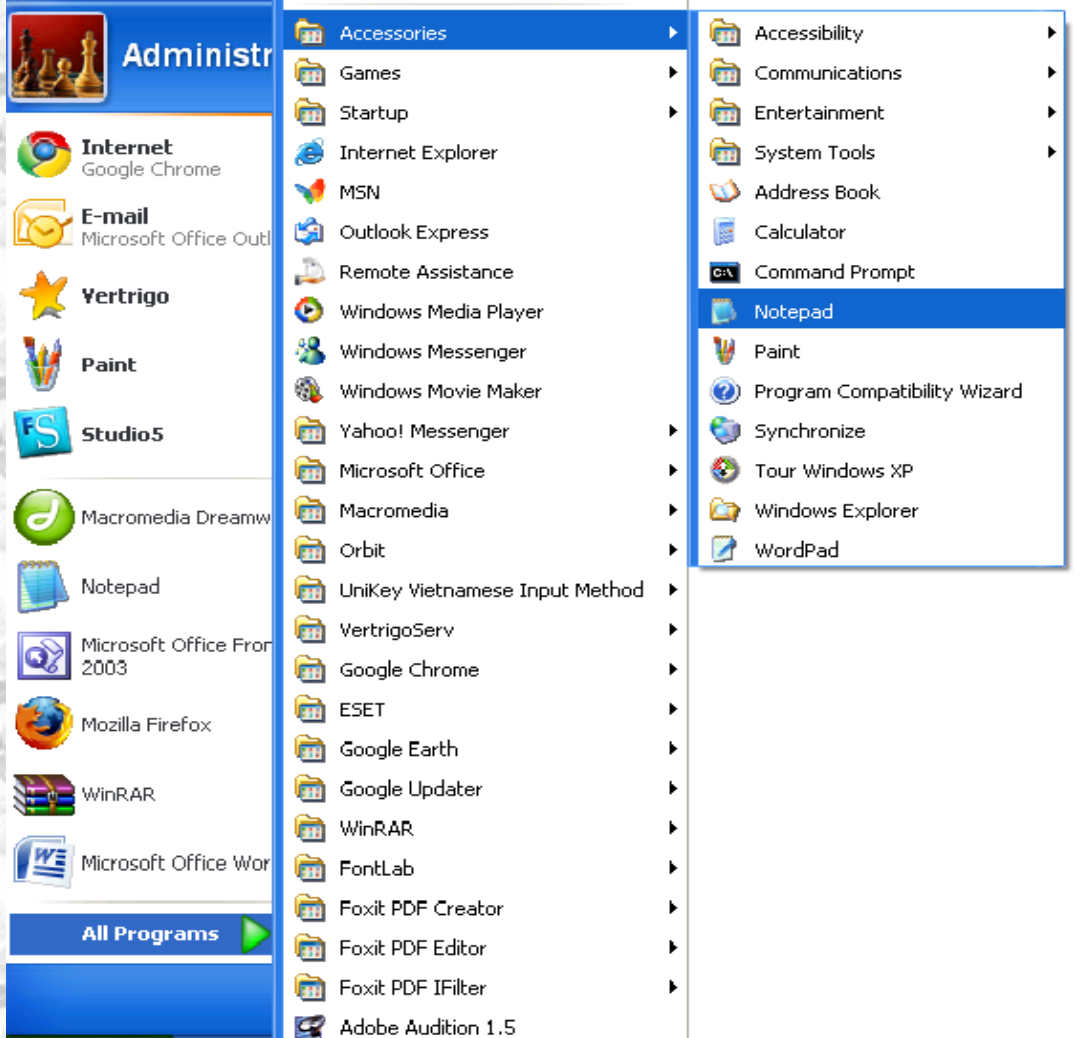 Administr
Internet
Google Chrome
E-mail
Microsoft Office Outl
Vertrigo
Paint
Studio5
Macromedia Dreamw
Notepad
Microsoft Office Fron
2003
Mozilla Firefox
WinRAR
Microsoft Office Wor
All Programs
Accessories
Games
Startup
Internet Explorer
MSN
Outlook Express
Remote Assistance
Windows Media Player
Windows Messenger
Windows Movie Maker
Yahoo! Messenger
Microsoft Office
Macromedia
Orbit
UniKey Vietnamese Input Method
VertrigoServ
Google Chrome
ESET
Google Earth
Google Updater
WinRAR
FontLab
Foxit PDF Creator
Foxit PDF Editor
Foxit PDF IFilter
Adobe Audition 1.5
Accessibility
Communications
Entertainment
System Tools
Address Book
Calculator
Command Prompt
Notepad
Paint
Program Compatibility Wizard
Synchronize
Tour Windows XP
Windows Explorer
WordPad